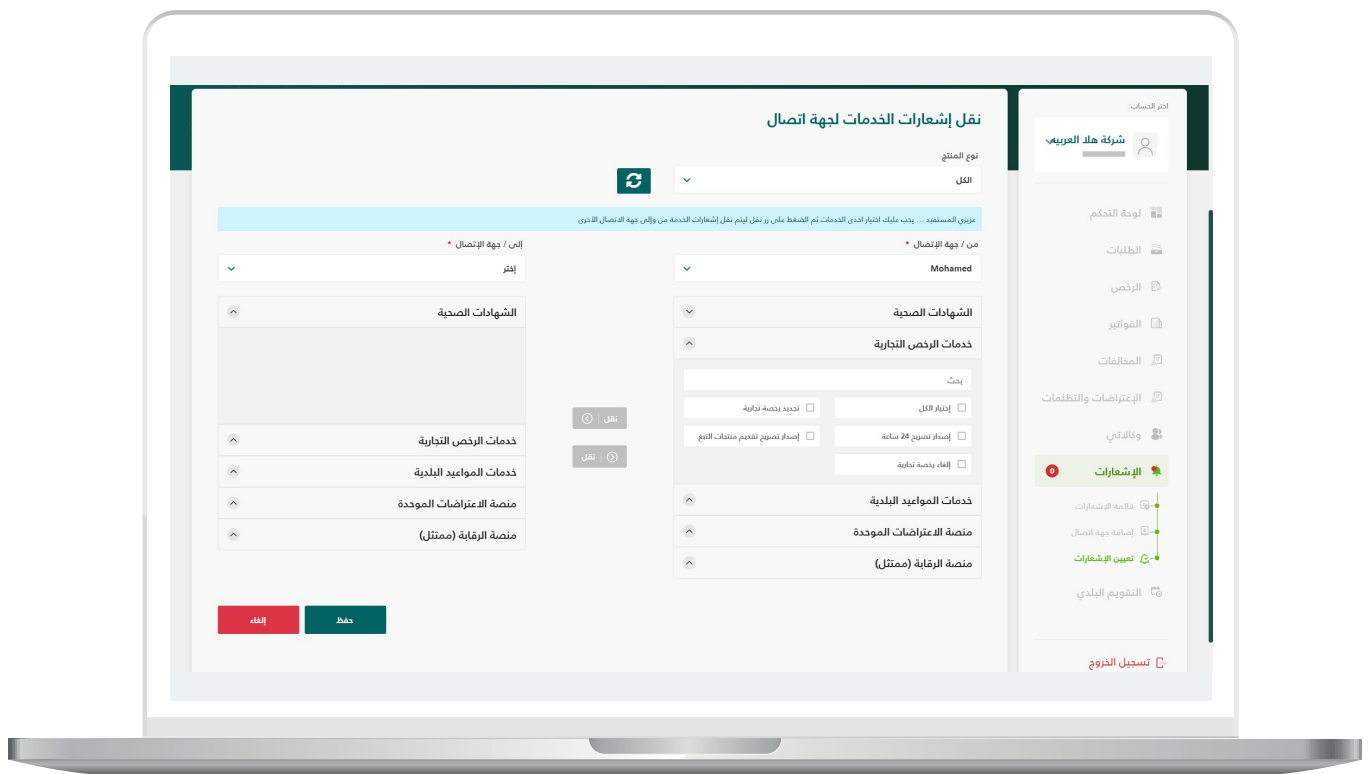 اختر الحساب:
شركة هلا العربيه
لوحة التحكم
الطلبات
الرخص
الفواتير
المخالفات
الإعتراضات والتظلمات
وكالاتي
الإشعارات 0
قائمة الإشعارات
إضافة جهة اتصال
تعيين الإشعارات
التقويم البلدي
تسجيل الخروج
نقل إشعارات الخدمات لجهة اتصال
نوع المنتج
الكل
عزيزي المستفيد ... يجب عليك اختيار احدى الخدمات ثم الضغط على زر نقل ليتم نقل إشعارات الخدمة من وإلى جهة الاتصال الأخرى
من / جهة الإتصال *
Mohamed
الشهادات الصحية
خدمات الرخص التجارية
بحث
إختيار الكل
تجديد رخصة تجارية
إصدار تصريح 24 ساعة
إصدار تصريح تقديم منتجات التبغ
إلغاء رخصة تجارية
خدمات المواعيد البلدية
منصة الاعتراضات الموحدة
منصة الرقابة (ممتثل)
نقل
نقل
إلى / جهة الإتصال *
إختر
الشهادات الصحية
خدمات الرخص التجارية
خدمات المواعيد البلدية
منصة الاعتراضات الموحدة
منصة الرقابة (ممتثل)
حفظ
إلغاء